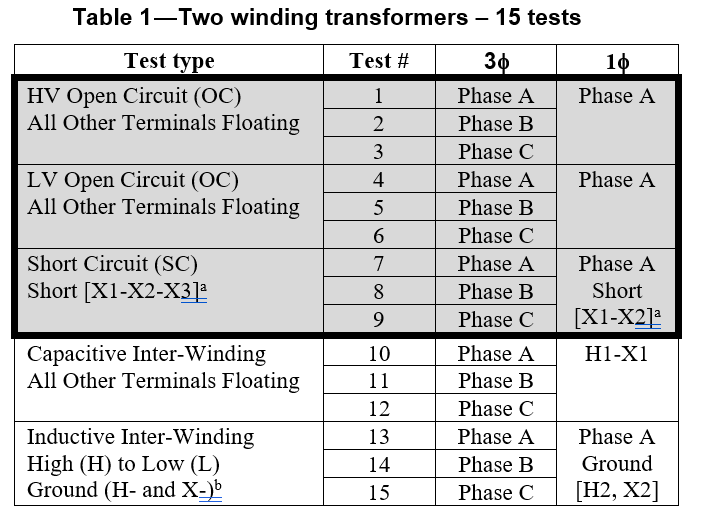 Table 1—Two winding transformers – 15 tests
Test type Test # 3ϕ 1ϕ
HV Open Circuit (OC) 1 Phase A Phase A
All Other Terminals Floating 2 Phase B
3 Phase C
LV Open Circuit (OC) 4 Phase A Phase A
All Other Terminals Floating 5 Phase B
6 Phase C
Short Circuit (SC) 7 Phase A Phase A
Short [X1-X2-X3]ᵃ 8 Phase B Short
9 Phase C [X1-X2]ᵃ
Capacitive Inter-Winding 10 Phase A H1-X1
All Other Terminals Floating 11 Phase B
12 Phase C
Inductive Inter-Winding 13 Phase A Phase A
High (H) to Low (L) 14 Phase B Ground
Ground (H- and X-)ᵇ 15 Phase C [H2, X2]